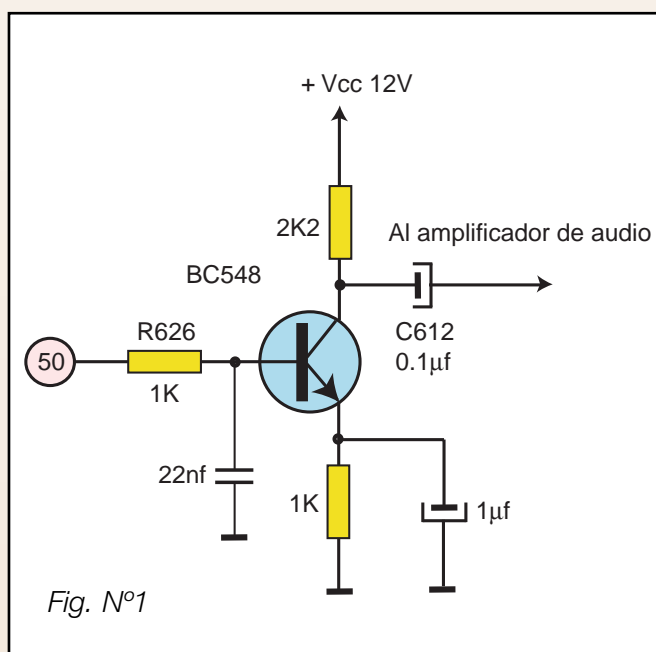 + Vcc 12V
2K2
Al amplificador de audio
BC548
R626
C612
50
0.1µf
1K
22nf
1K
1µf
Fig. Nº1